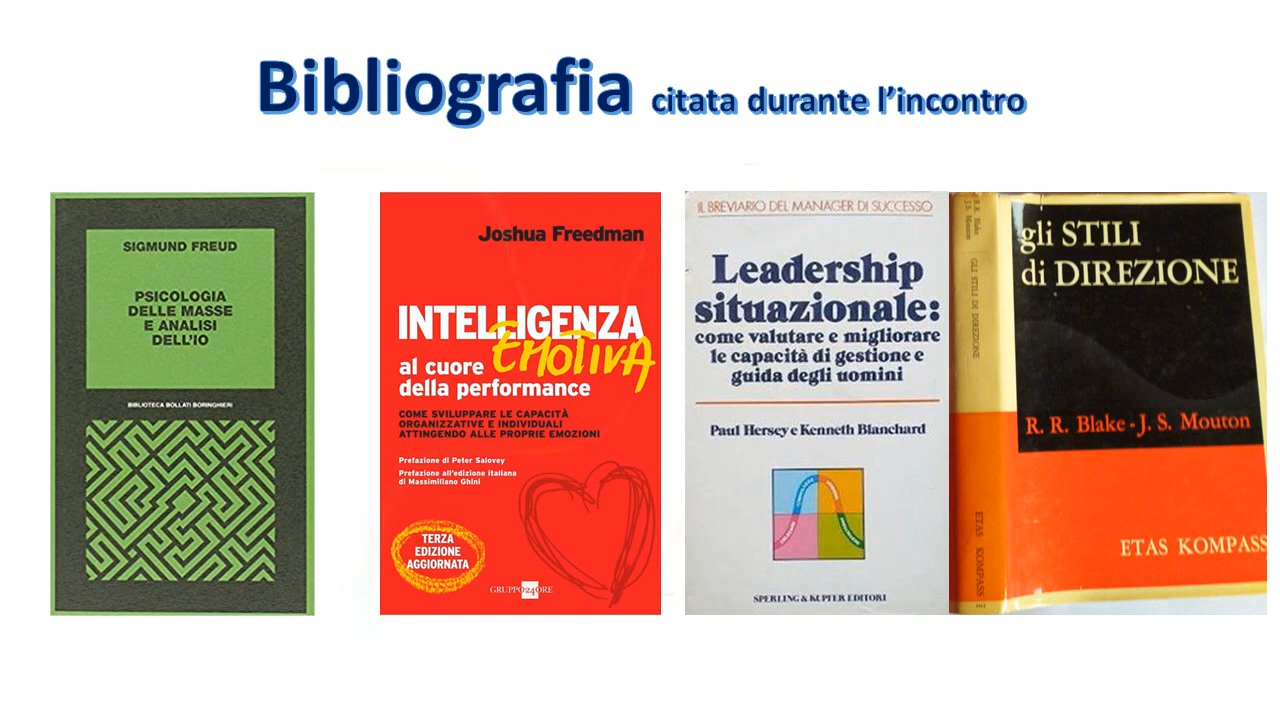 Bibliografia citata durante l'incontro
SIGMUND FREUD
PSICOLOGIA
DELLE MASSE
E ANALISI
DELL'IO
BIBLIOTECA BOLLATI BORINGHIERI
Joshua Freedman
INTELLIGENZA
EMOTIVA
al cuore
della performance
COME SVILUPPARE LE CAPACITÀ
ORGANIZZATIVE E INDIVIDUALI
ATTINGENDO ALLE PROPRIE EMOZIONI
Prefazione di Peter Salovey
Prefazione all'edizione italiana
di Massimiliano Ghini
TERZA
EDIZIONE
AGGIORNATA
GRUPPO24ORE
IL BREVIARIO DEL MANAGER DI SUCCESSO
Leadership
situazionale:
come valutare e migliorare
le capacità di gestione e
guida degli uomini
Paul Hersey e Kenneth Blanchard
SPERLING & KUPFER EDITORI
R.R. Blake
J.S. Mouton
GLI STILI DI DIREZIONE
ETAS KOMPASS
gli STILI
di DIREZIONE
R. R. Blake - J. S. Mouton
ETAS KOMPASS